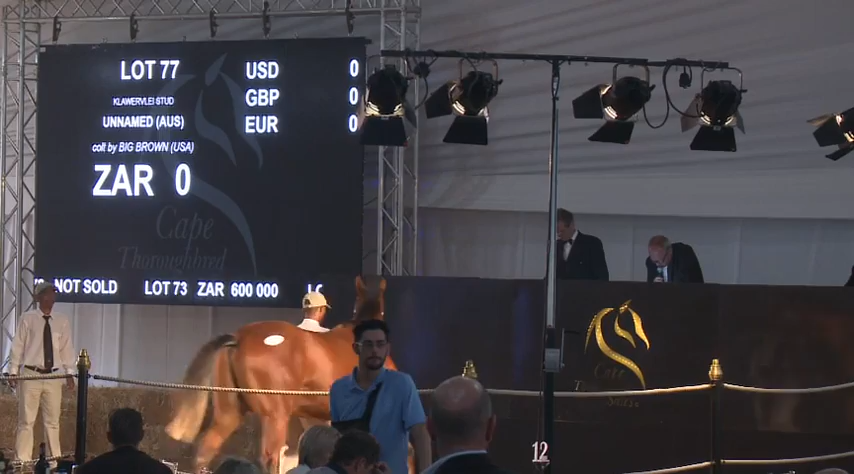 LOT 77
USD 0
KLAWERVLEI STUD
GBP 0
UNNAMED (AUS)
EUR 0
colt by BIG BROWN (USA)
ZAR 0
Cape
Thoroughbred
NOT SOLD LOT 73 ZAR 600 000
Cape
12